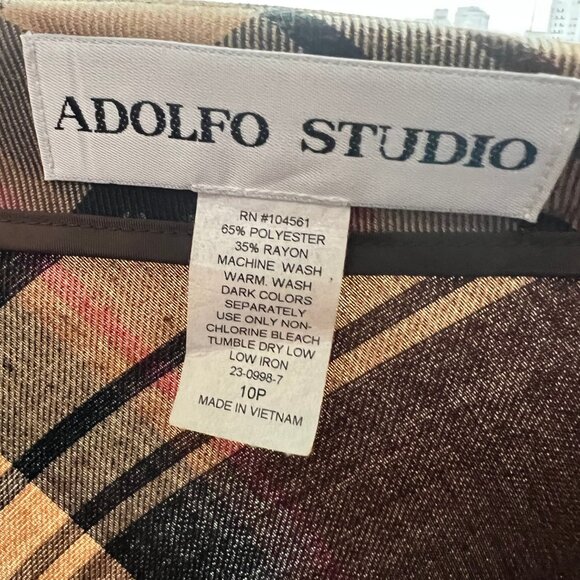 ADOLFO STUDIO
RN #104561
65% POLYESTER
35% RAYON
MACHINE WASH
WARM. WASH
DARK COLORS
SEPARATELY
USE ONLY NON-
CHLORINE BLEACH
TUMBLE DRY LOW
LOW IRON
23-0998-7
10P
MADE IN VIETNAM